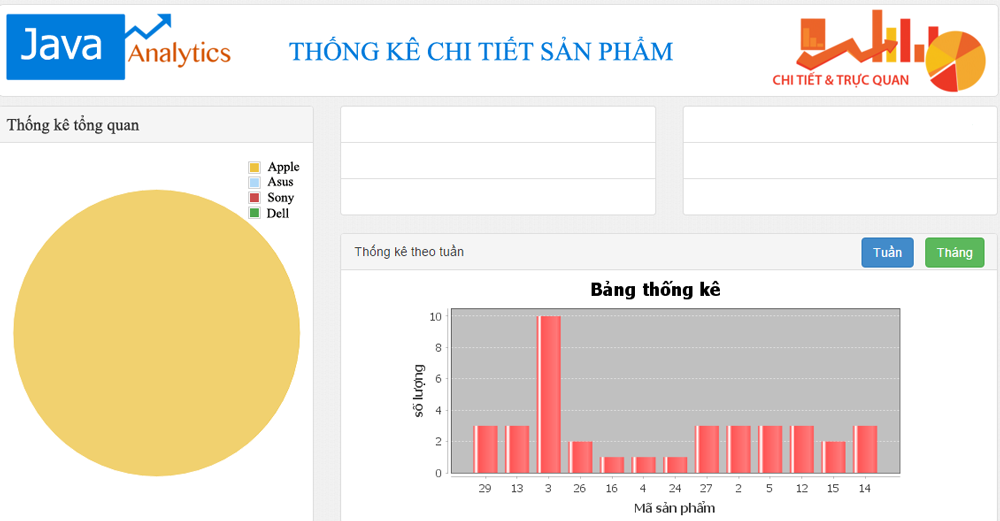 Java Analytics
THỐNG KÊ CHI TIẾT SẢN PHẨM
CHI TIẾT & TRỰC QUAN
Thống kê tổng quan
Apple
Asus
Sony
Dell
Thống kê theo tuần
Tuần
Tháng
Bảng thống kê
số lượng
10
8
6
4
2
0
29 13 3 26 16 4 24 27 2 5 12 15 14
Mã sản phẩm